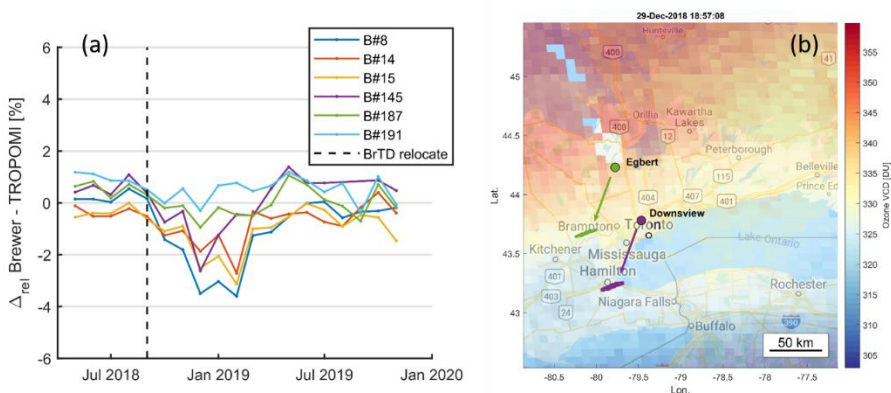 (a)
B#8
B#14
B#15
B#145
B#187
B#191
BrTD relocate
6
4
2
0
-2
-4
-6
Δrel Brewer - TROPOMI [%]
Jul 2018
Jan 2019
Jul 2019
Jan 2020
29-Dec-2018 18:57:08
(b)
Huntsville
400
41
Orillia
Kawartha
Lakes
400
12
Peterborough
Egbert
115
Belleville
Prince Ed
404
407
401
Downsview
Brampton
Toronto
Kitchener
Mississauga
Lake Ontario
401
Hamilton
403
Niagara Falls
Rochester
24
390
Buffalo
50 km
45
44.5
44
43.5
43
Lat.
-80.5
-80
-79.5
-79
-78.5
-78
-77.5
Lon.
360
355
350
345
340
335
330
325
320
315
310
305
Ozone VCD [DU]